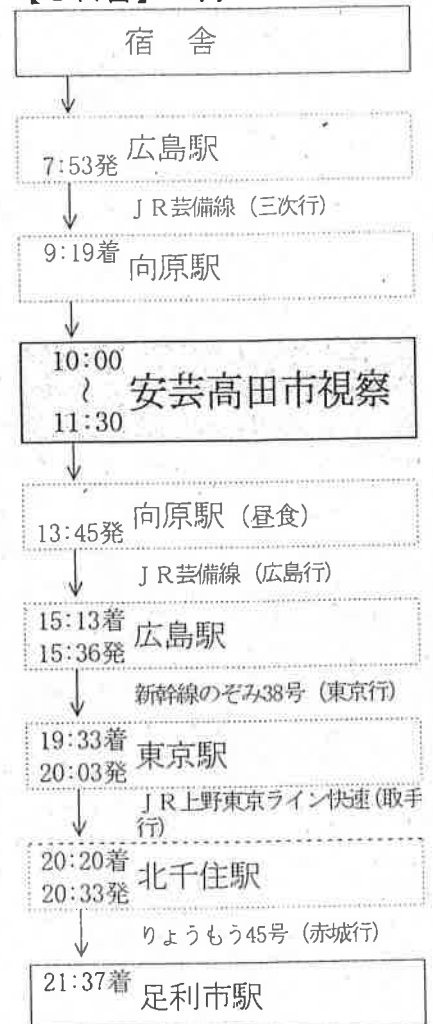 宿　舎
7:53発 広島駅
ＪＲ芸備線（三次行）
9:19着 向原駅
10:00
～ 安芸高田市視察
11:30
13:45発 向原駅（昼食）
ＪＲ芸備線（広島行）
15:13着
15:36発 広島駅
新幹線のぞみ38号（東京行）
19:33着
20:03発 東京駅
ＪＲ上野東京ライン快速（取手
行）
20:20着
20:33発 北千住駅
りょうもう45号（赤城行）
21:37着 足利市駅